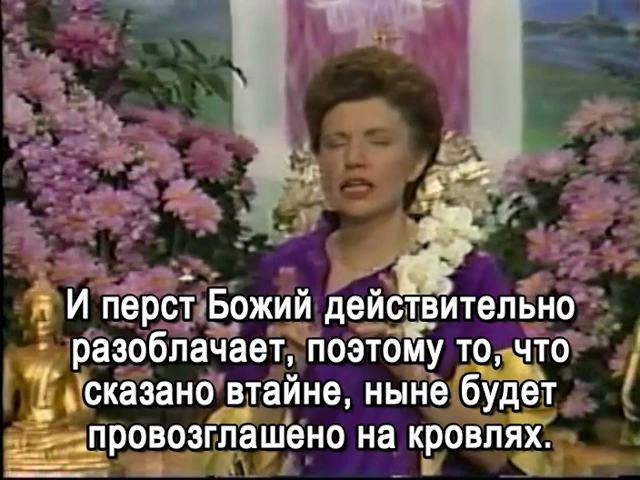 И перст Божий действительно
разоблачает, поэтому то, что
сказано втайне, ныне будет
провозглашено на кровлях.